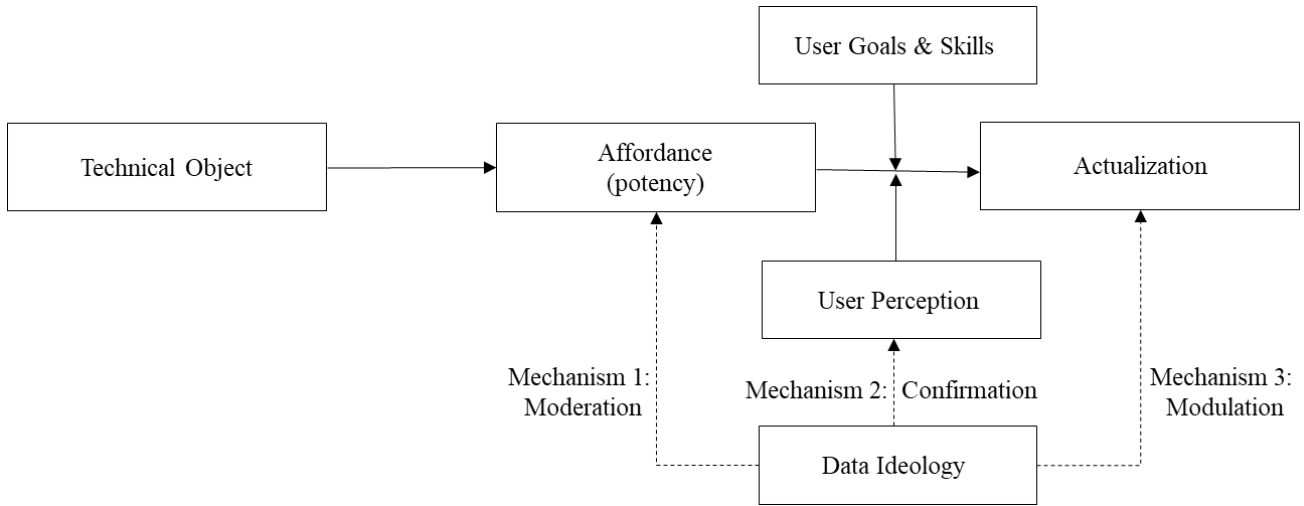 User Goals & Skills
Technical Object
Affordance
(potency)
Actualization
User Perception
Mechanism 1:
Moderation
Mechanism 2: Confirmation
Mechanism 3:
Modulation
Data Ideology